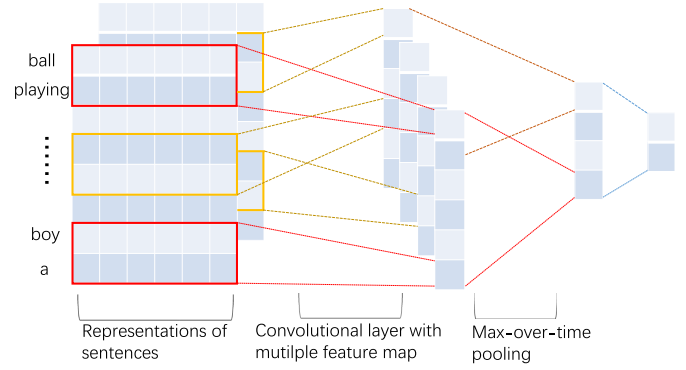 ball
playing
......
boy
a
Representations of
sentences
Convolutional layer with
mutilple feature map
Max-over-time
pooling